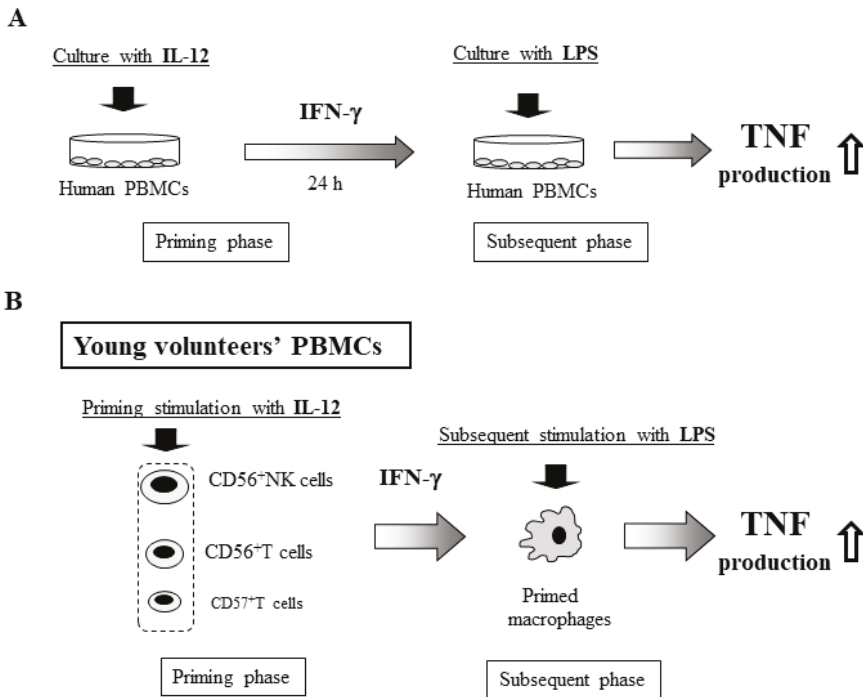 A
Culture with IL-12
Culture with LPS
IFN-γ
24 h
Human PBMCs
Human PBMCs
TNF
production
Priming phase
Subsequent phase
B
Young volunteers' PBMCs
Priming stimulation with IL-12
Subsequent stimulation with LPS
CD56+NK cells
CD56+T cells
CD57+T cells
IFN-γ
Primed
macrophages
TNF
production
Priming phase
Subsequent phase